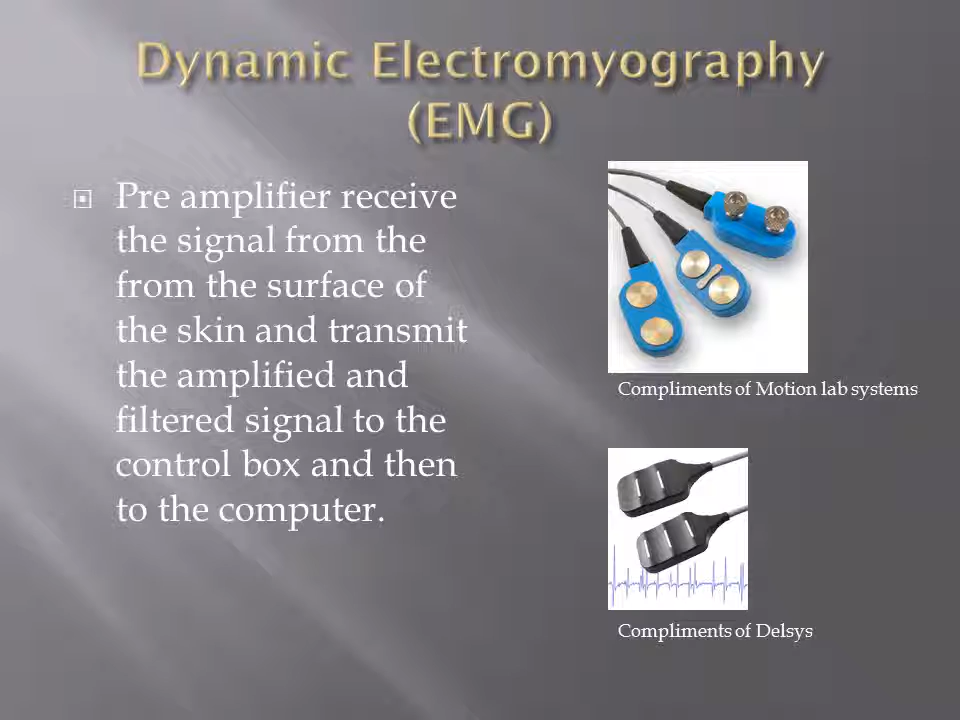 Dynamic Electromyography
(EMG)
Pre amplifier receive
the signal from the
from the surface of
the skin and transmit
the amplified and
filtered signal to the
control box and then
to the computer.
Compliments of Motion lab systems
Compliments of Delsys